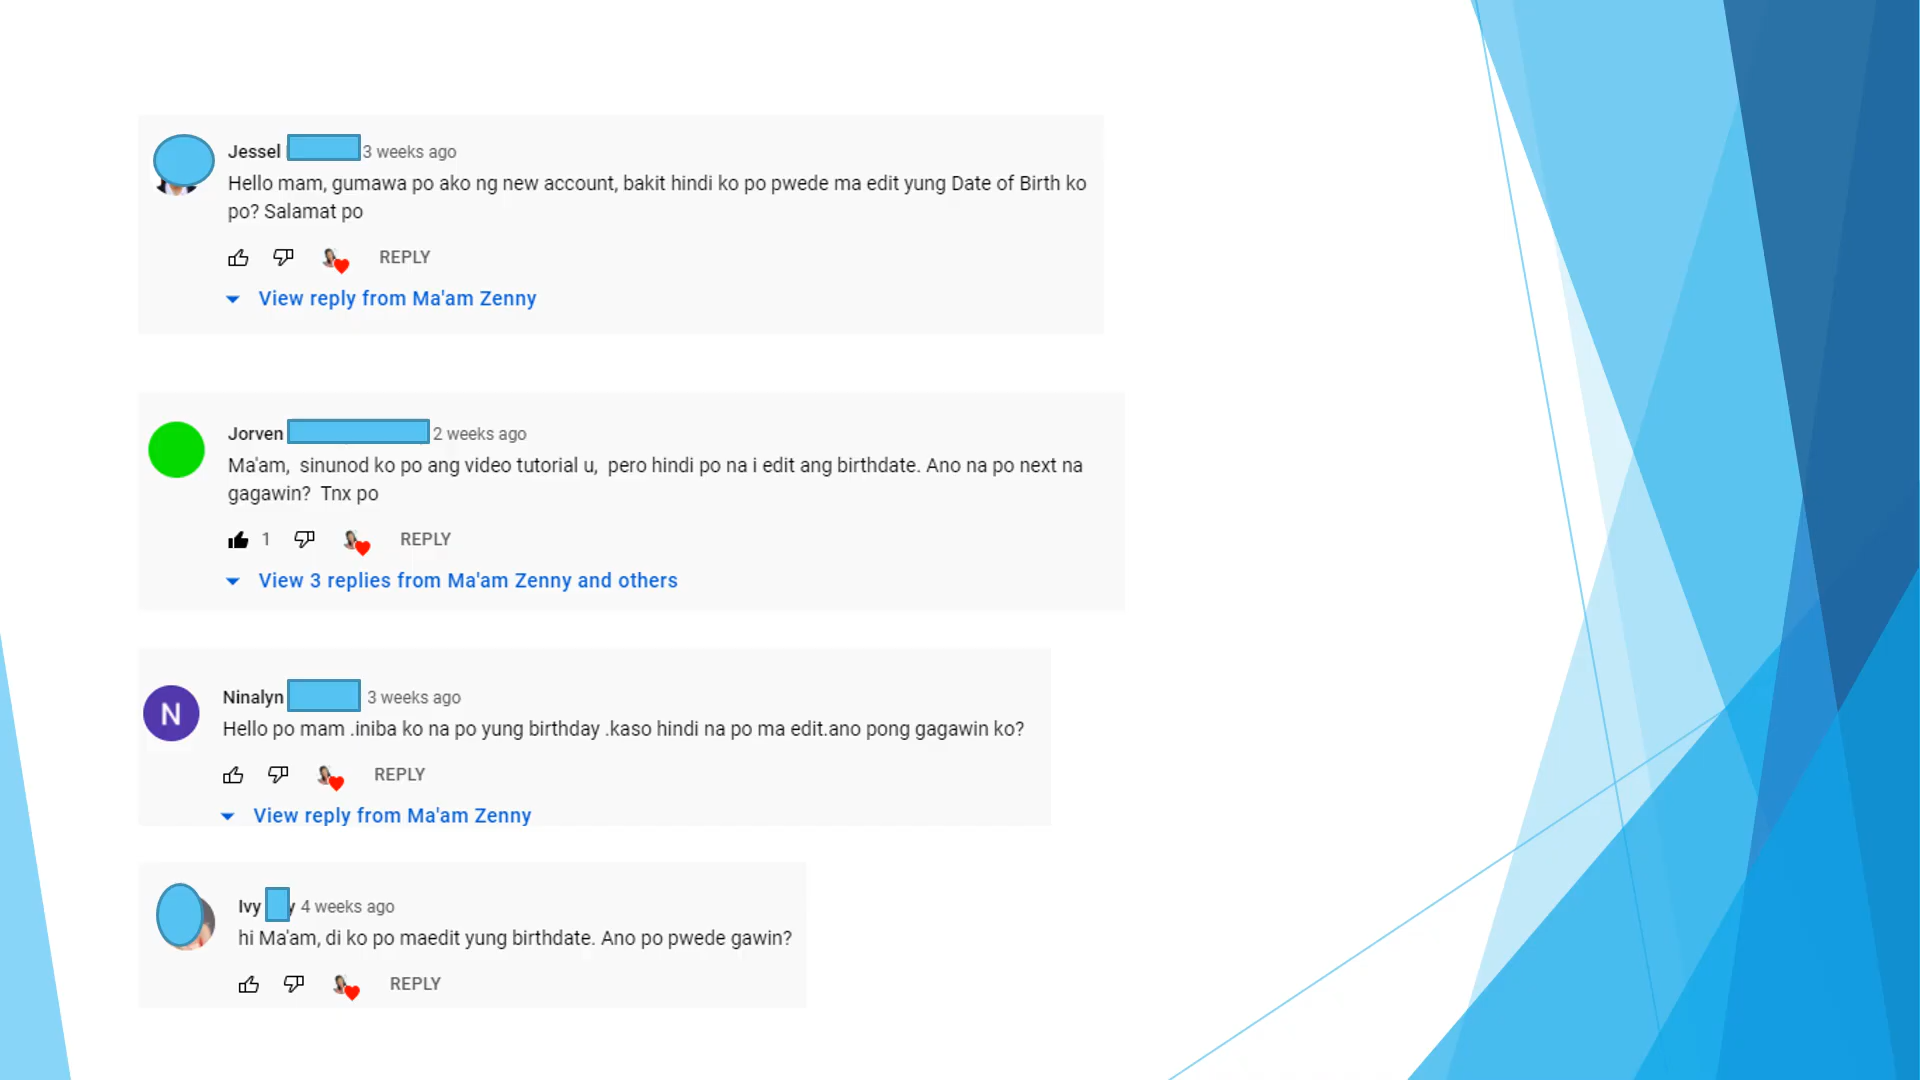 Jessel 3 weeks ago
Hello mam, gumawa po ako ng new account, bakit hindi ko po pwede ma edit yung Date of Birth ko
po? Salamat po
REPLY
View reply from Ma'am Zenny
Jorven 2 weeks ago
Ma'am,  sinunod ko po ang video tutorial u,  pero hindi po na i edit ang birthdate. Ano na po next na
gagawin?  Tnx po
1 REPLY
View 3 replies from Ma'am Zenny and others
N
Ninalyn 3 weeks ago
Hello po mam .iniba ko na po yung birthday .kaso hindi na po ma edit.ano pong gagawin ko?
REPLY
View reply from Ma'am Zenny
Ivy y 4 weeks ago
hi Ma'am, di ko po maedit yung birthdate. Ano po pwede gawin?
REPLY